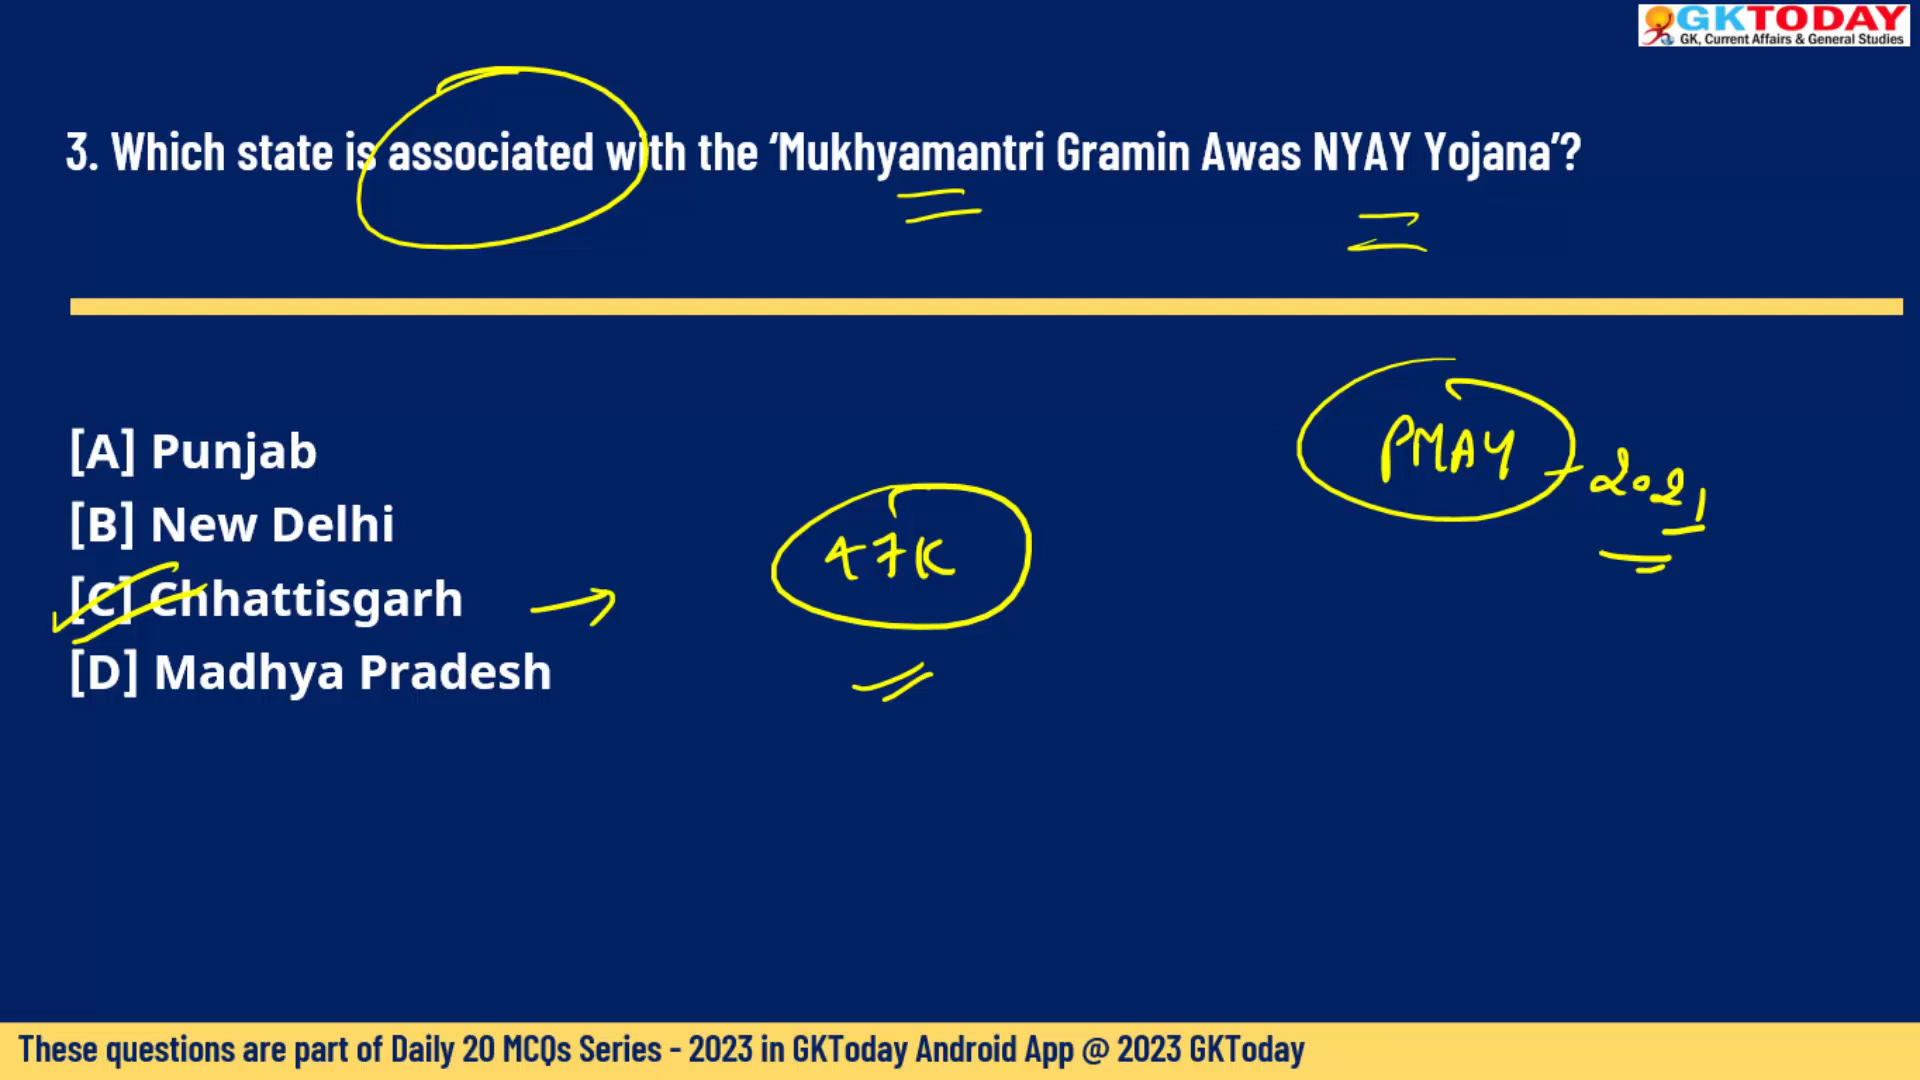 GKTODAY
GK, Current Affairs & General Studies
3. Which state is associated with the ‘Mukhyamantri Gramin Awas NYAY Yojana’?
PMAY - 2021
[A] Punjab
[B] New Delhi
47K
[C] Chhattisgarh
[D] Madhya Pradesh
These questions are part of Daily 20 MCQs Series - 2023 in GKToday Android App @ 2023 GKToday